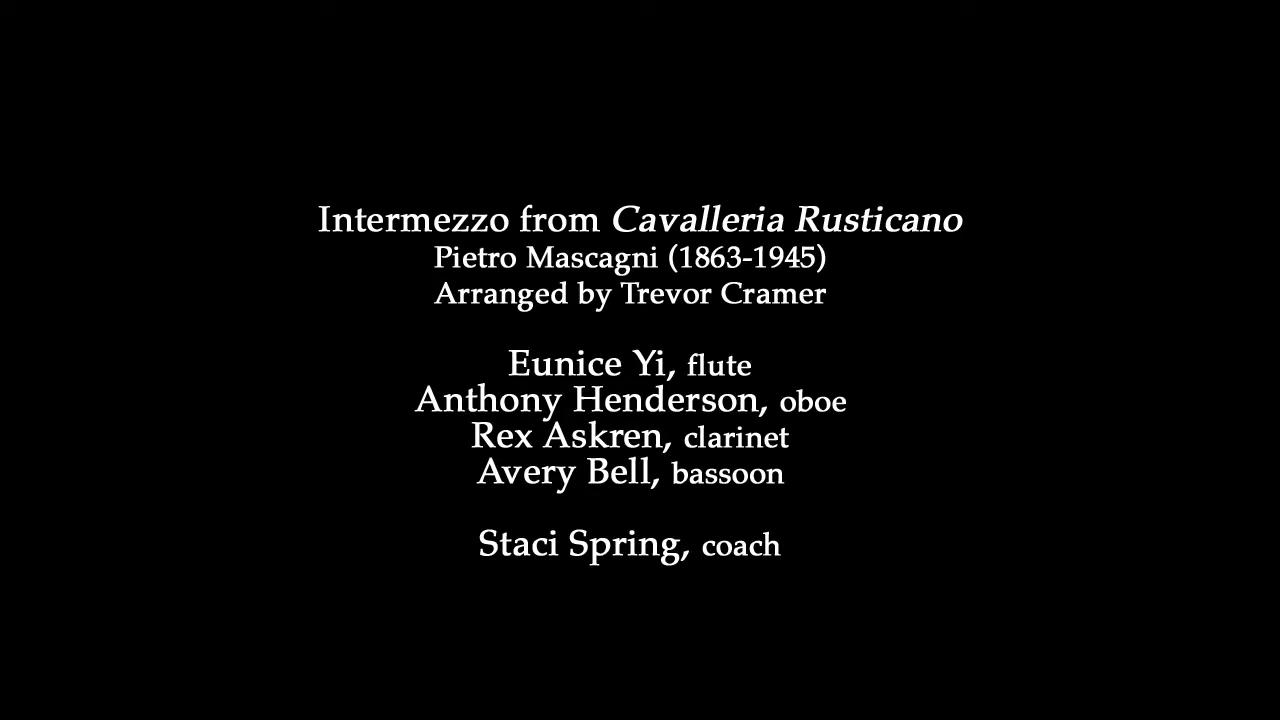 Intermezzo from Cavalleria Rusticano
Pietro Mascagni (1863-1945)
Arranged by Trevor Cramer
Eunice Yi, flute
Anthony Henderson, oboe
Rex Askren, clarinet
Avery Bell, bassoon
Staci Spring, coach